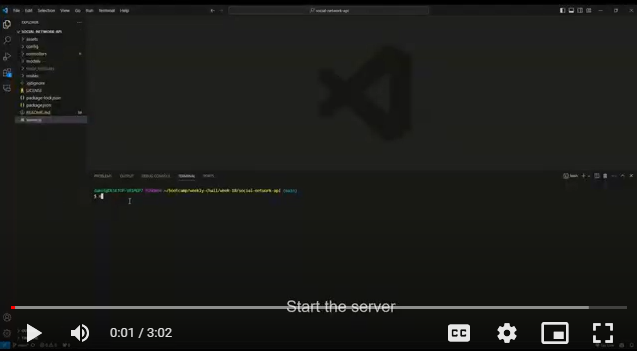 File Edit Selection View Go Run Terminal Help
social-network-api
EXPLORER
SOCIAL-NETWORK-API
assets
config
controllers
models
node_modules
routes
.gitignore
LICENSE
package-lock.json
package.json
README.md
server.js
PROBLEMS OUTPUT DEBUG CONSOLE TERMINAL PORTS
bash
~/bootcamp/weekly-chall/week-18/social-network-api (main)
$
Start the server
0:01 / 3:02
CC